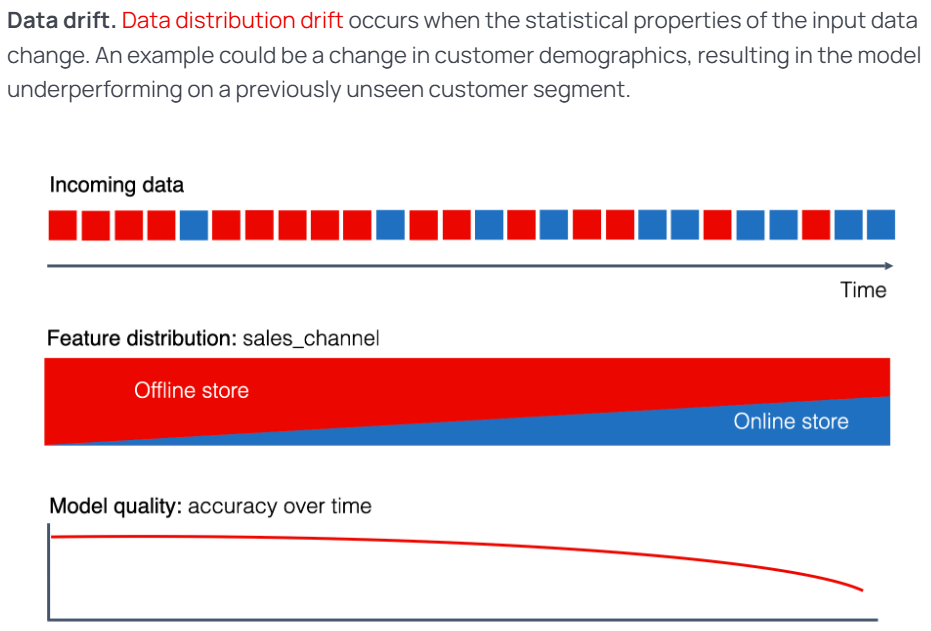 Data drift. Data distribution drift occurs when the statistical properties of the input data
change. An example could be a change in customer demographics, resulting in the model
underperforming on a previously unseen customer segment.
Incoming data
Time
Feature distribution: sales_channel
Offline store
Online store
Model quality: accuracy over time